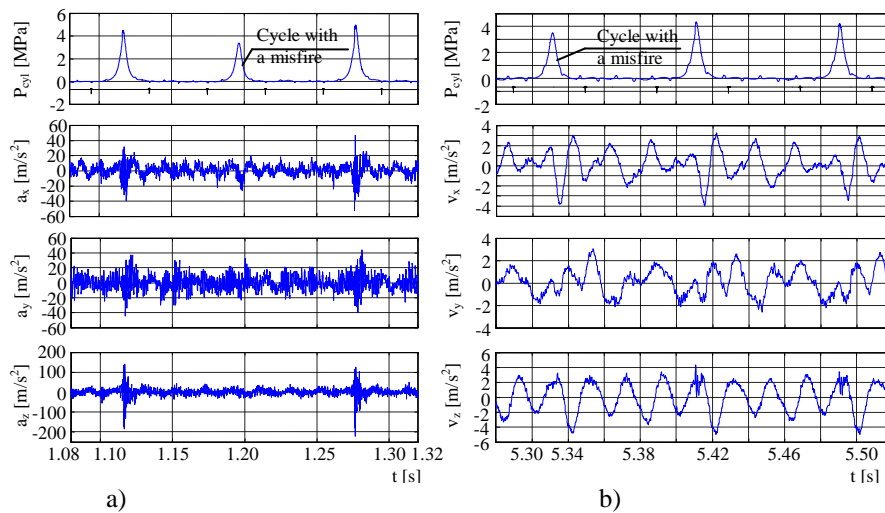 a)
P_cyl [MPa]
6
4
2
0
-2
Cycle with
a misfire
a_x [m/s²]
60
40
20
0
-20
-40
-60
a_y [m/s²]
60
40
20
0
-20
-40
-60
a_z [m/s²]
200
100
0
-100
-200
1.08 1.10 1.20 1.25 1.30 1.32
t [s]
a)
b)
P_cyl [MPa]
6
4
2
0
-2
Cycle with
a misfire
v_x [m/s²]
4
2
0
-2
-4
v_y [m/s²]
4
2
0
-2
-4
v_z [m/s²]
6
4
2
0
-2
-4
-6
5.30 5.34 5.38 5.42 5.46 5.50
t [s]
b)